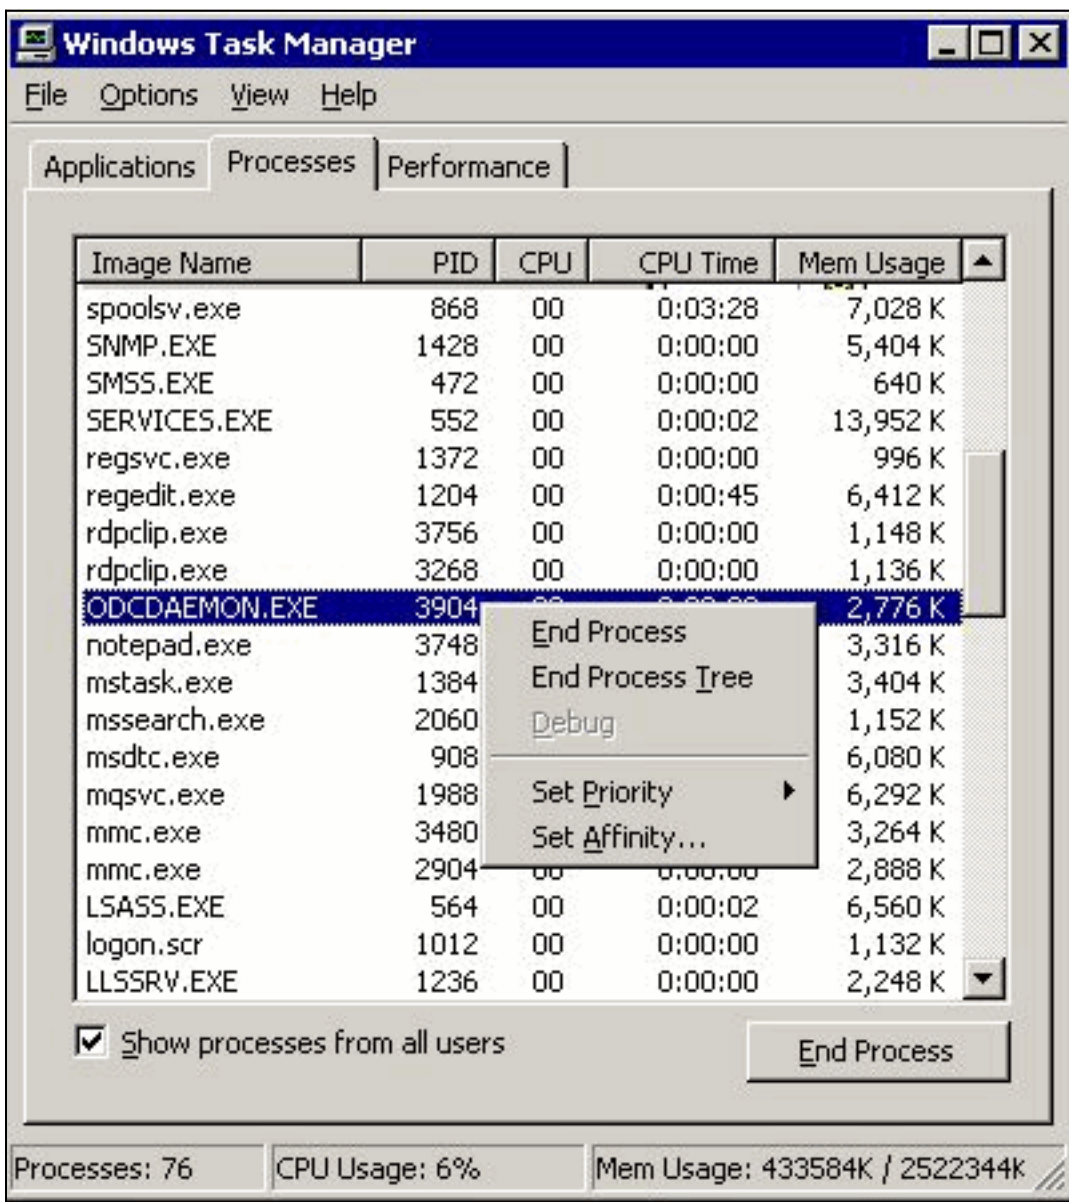 Windows Task Manager
File Options View Help
Applications Processes Performance
Image Name PID CPU CPU Time Mem Usage
spoolsv.exe 868 00 0:03:28 7,028 K
SNMP.EXE 1428 00 0:00:00 5,404 K
SMSS.EXE 472 00 0:00:00 640 K
SERVICES.EXE 552 00 0:00:02 13,952 K
regsvc.exe 1372 00 0:00:00 996 K
regedit.exe 1204 00 0:00:45 6,412 K
rdpclip.exe 3756 00 0:00:00 1,148 K
rdpclip.exe 3268 00 0:00:00 1,136 K
ODCDAEMON.EXE 3904 2,776 K
End Process
notepad.exe 3748 3,316 K
End Process Tree
mstask.exe 1384 3,404 K
Debug
mssearch.exe 2060 1,152 K
msdtc.exe 908 6,080 K
Set Priority
mqsvc.exe 1988 6,292 K
Set Affinity...
mmc.exe 3480 3,264 K
mmc.exe 2904 2,888 K
LSASS.EXE 564 00 0:00:02 6,560 K
logon.scr 1012 00 0:00:00 1,132 K
LLSSRV.EXE 1236 00 0:00:00 2,248 K
Show processes from all users
End Process
Processes: 76 CPU Usage: 6% Mem Usage: 433584K / 2522344K